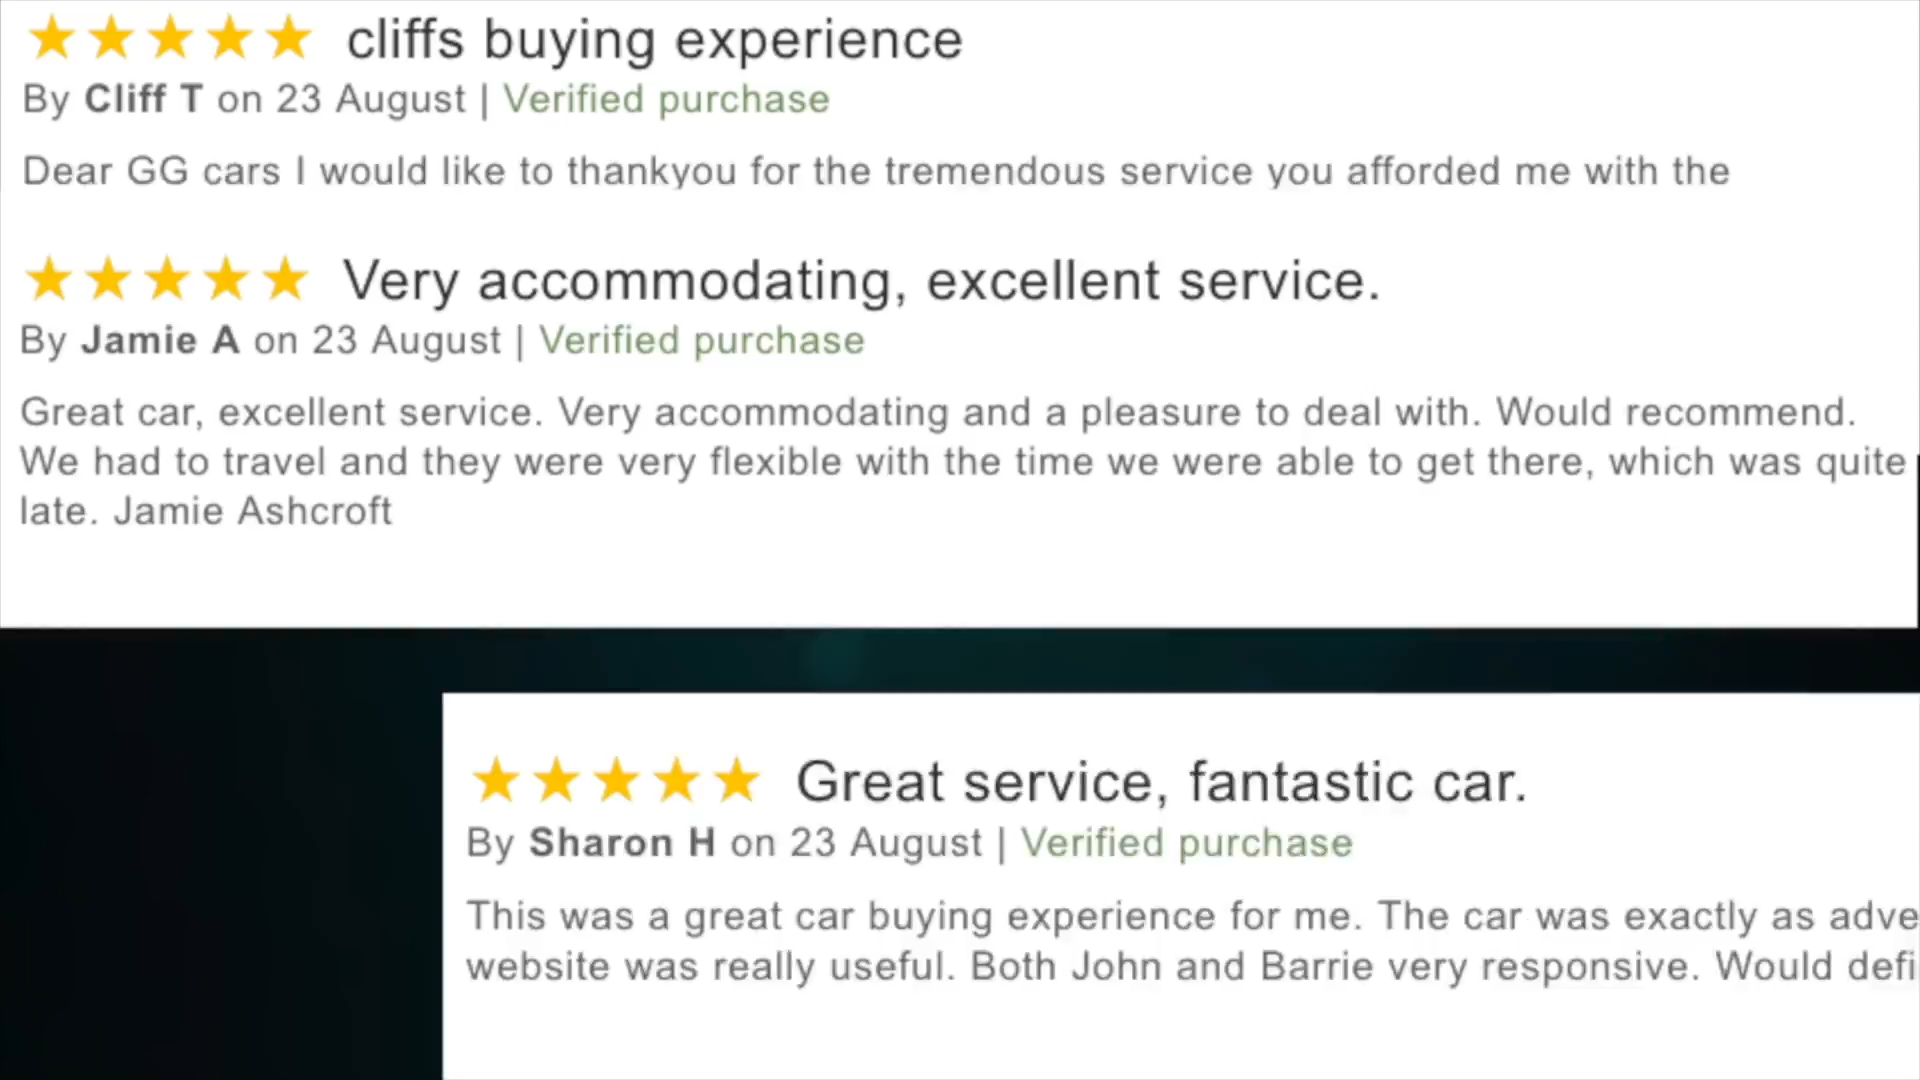 cliffs buying experience
By Cliff T on 23 August | Verified purchase
Dear GG cars I would like to thankyou for the tremendous service you afforded me with the
Very accommodating, excellent service.
By Jamie A on 23 August | Verified purchase
Great car, excellent service. Very accommodating and a pleasure to deal with. Would recommend.
We had to travel and they were very flexible with the time we were able to get there, which was quite
late. Jamie Ashcroft
Great service, fantastic car.
By Sharon H on 23 August | Verified purchase
This was a great car buying experience for me. The car was exactly as adve
website was really useful. Both John and Barrie very responsive. Would defi